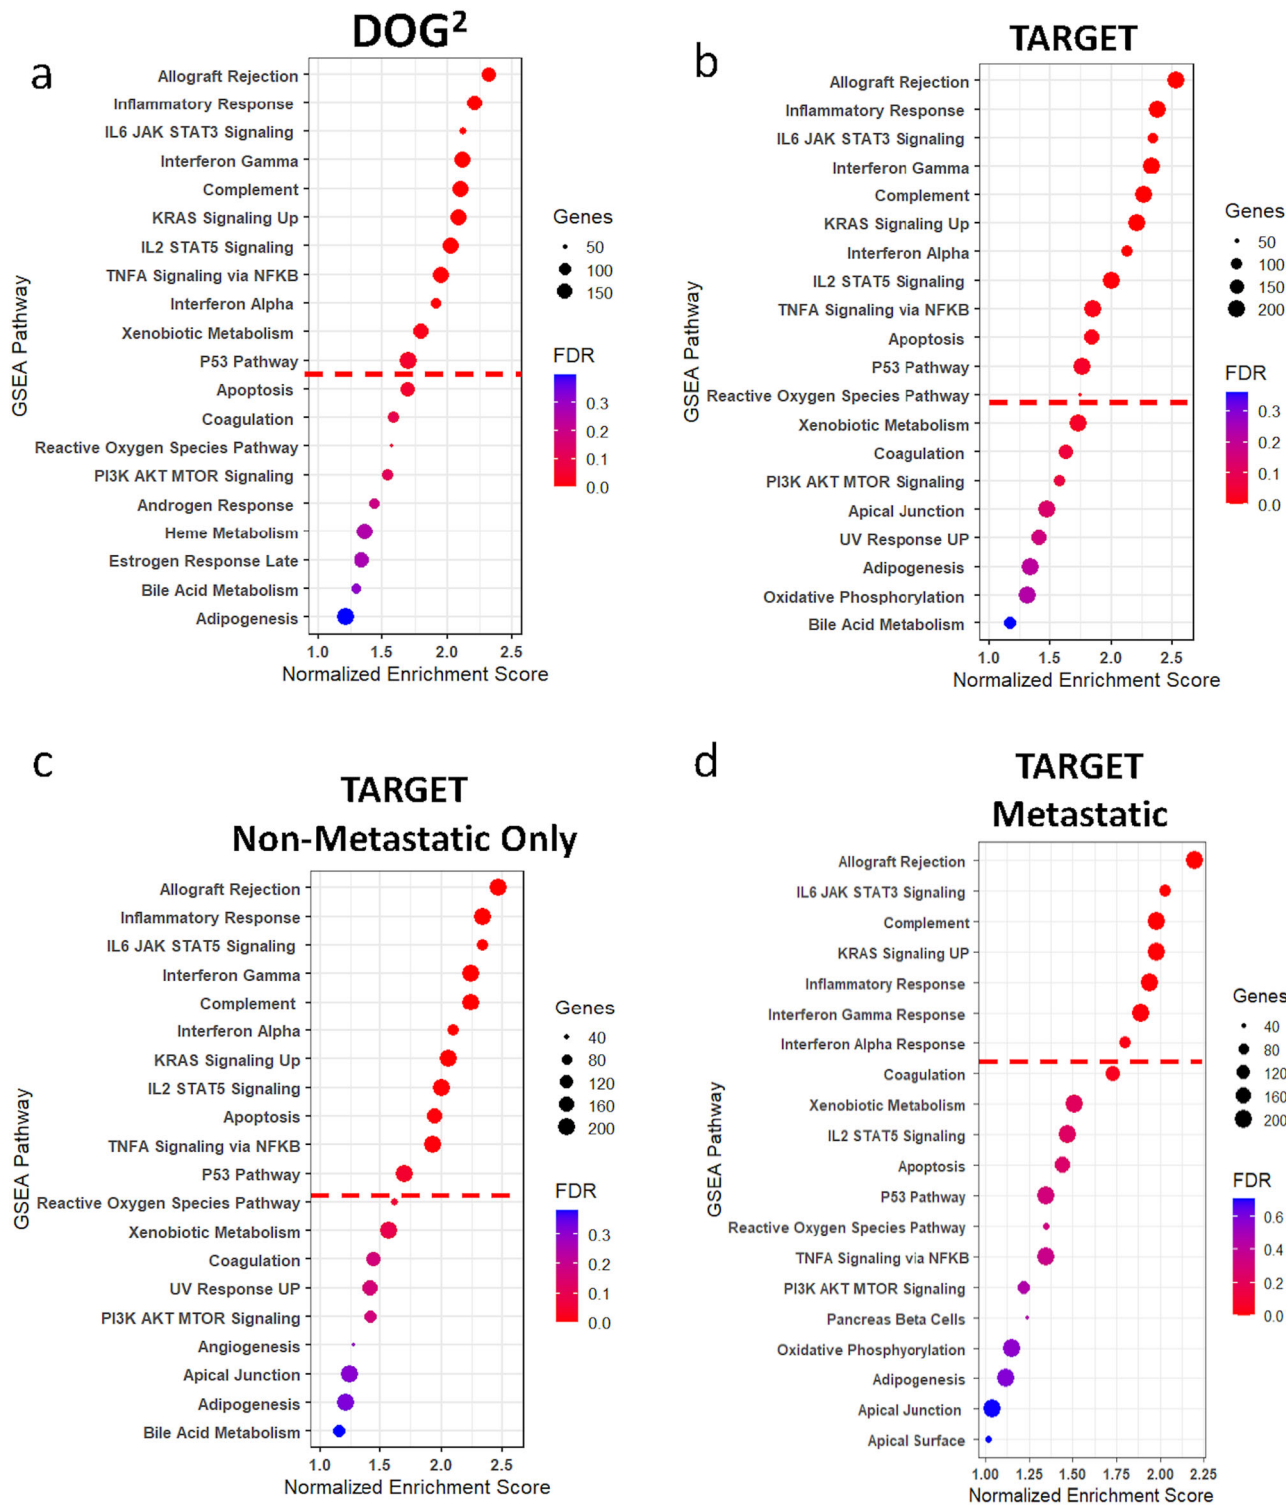 a
DOG²
Allograft Rejection
Inflammatory Response
IL6 JAK STAT3 Signaling
Interferon Gamma
Complement
KRAS Signaling Up
IL2 STAT5 Signaling
TNFA Signaling via NFKB
Interferon Alpha
Xenobiotic Metabolism
P53 Pathway
Apoptosis
Coagulation
Reactive Oxygen Species Pathway
PI3K AKT MTOR Signaling
Androgen Response
Heme Metabolism
Estrogen Response Late
Bile Acid Metabolism
Adipogenesis
GSEA Pathway
1.0 1.5 2.0 2.5
Normalized Enrichment Score
Genes
50
100
150
FDR
0.3
0.2
0.1
0.0
b
TARGET
Allograft Rejection
Inflammatory Response
IL6 JAK STAT3 Signaling
Interferon Gamma
Complement
KRAS Signaling Up
Interferon Alpha
IL2 STAT5 Signaling
TNFA Signaling via NFKB
Apoptosis
P53 Pathway
Reactive Oxygen Species Pathway
Xenobiotic Metabolism
Coagulation
PI3K AKT MTOR Signaling
Apical Junction
UV Response UP
Adipogenesis
Oxidative Phosphorylation
Bile Acid Metabolism
GSEA Pathway
1.0 1.5 2.0 2.5
Normalized Enrichment Score
Genes
50
100
150
200
FDR
0.3
0.2
0.1
0.0
c
TARGET
Non-Metastatic Only
Allograft Rejection
Inflammatory Response
IL6 JAK STAT5 Signaling
Interferon Gamma
Complement
Interferon Alpha
KRAS Signaling Up
IL2 STAT5 Signaling
Apoptosis
TNFA Signaling via NFKB
P53 Pathway
Reactive Oxygen Species Pathway
Xenobiotic Metabolism
Coagulation
UV Response UP
PI3K AKT MTOR Signaling
Angiogenesis
Apical Junction
Adipogenesis
Bile Acid Metabolism
GSEA Pathway
1.0 1.5 2.0 2.5
Normalized Enrichment Score
Genes
40
80
120
160
200
FDR
0.3
0.2
0.1
0.0
d
TARGET
Metastatic
Allograft Rejection
IL6 JAK STAT3 Signaling
Complement
KRAS Signaling UP
Inflammatory Response
Interferon Gamma Response
Interferon Alpha Response
Coagulation
Xenobiotic Metabolism
IL2 STAT5 Signaling
Apoptosis
P53 Pathway
Reactive Oxygen Species Pathway
TNFA Signaling via NFKB
PI3K AKT MTOR Signaling
Pancreas Beta Cells
Oxidative Phosphyorylation
Adipogenesis
Apical Junction
Apical Surface
GSEA Pathway
1.00 1.25 1.50 1.75 2.00 2.25
Normalized Enrichment Score
Genes
40
80
120
160
200
FDR
0.6
0.4
0.2
0.0